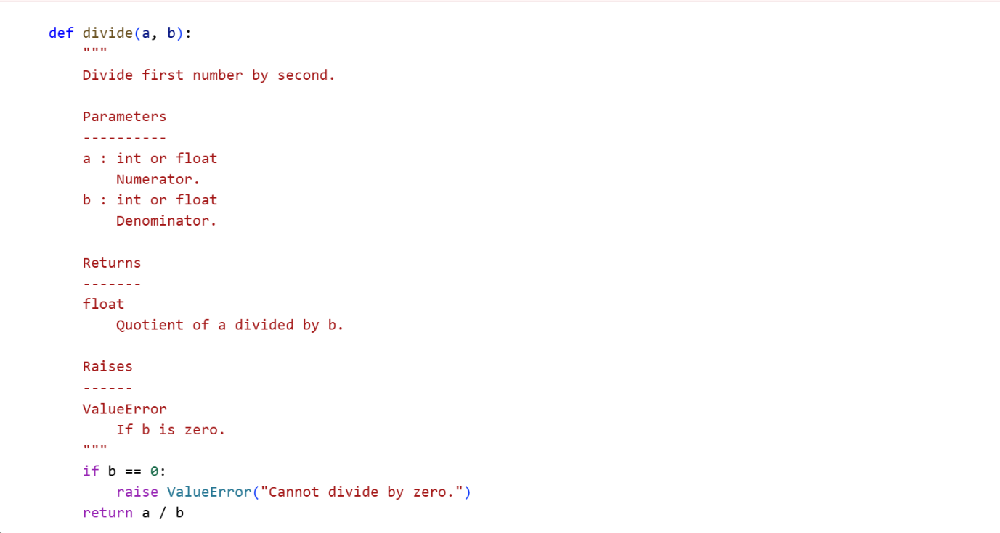 def divide(a, b):
    """
    Divide first number by second.

    Parameters
    ----------
    a : int or float
        Numerator.
    b : int or float
        Denominator.

    Returns
    -------
    float
        Quotient of a divided by b.

    Raises
    ------
    ValueError
        If b is zero.
    """
    if b == 0:
        raise ValueError("Cannot divide by zero.")
    return a / b